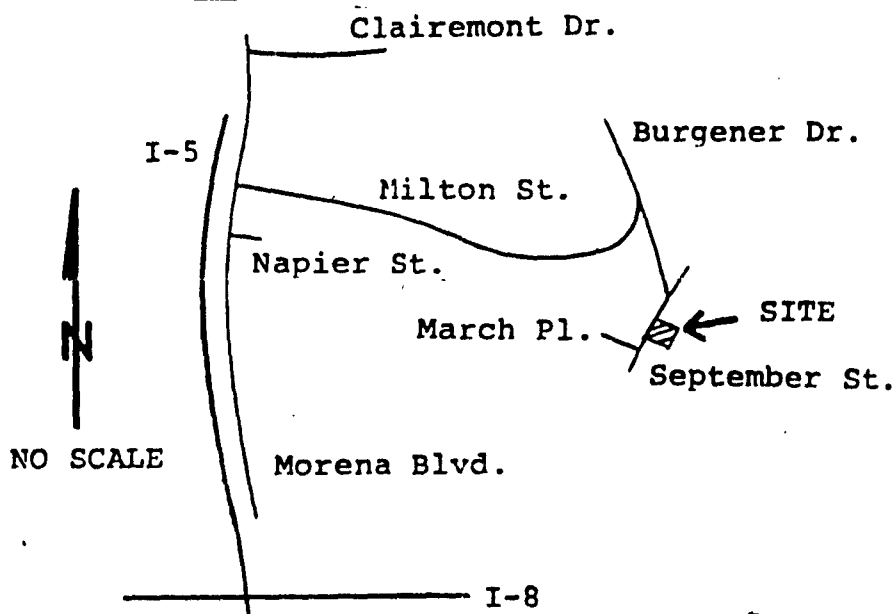 Clairemont Dr.
Burgener Dr.
I-5
Milton St.
Napier St.
SITE
March Pl.
N
September St.
NO SCALE
Morena Blvd.
I-8